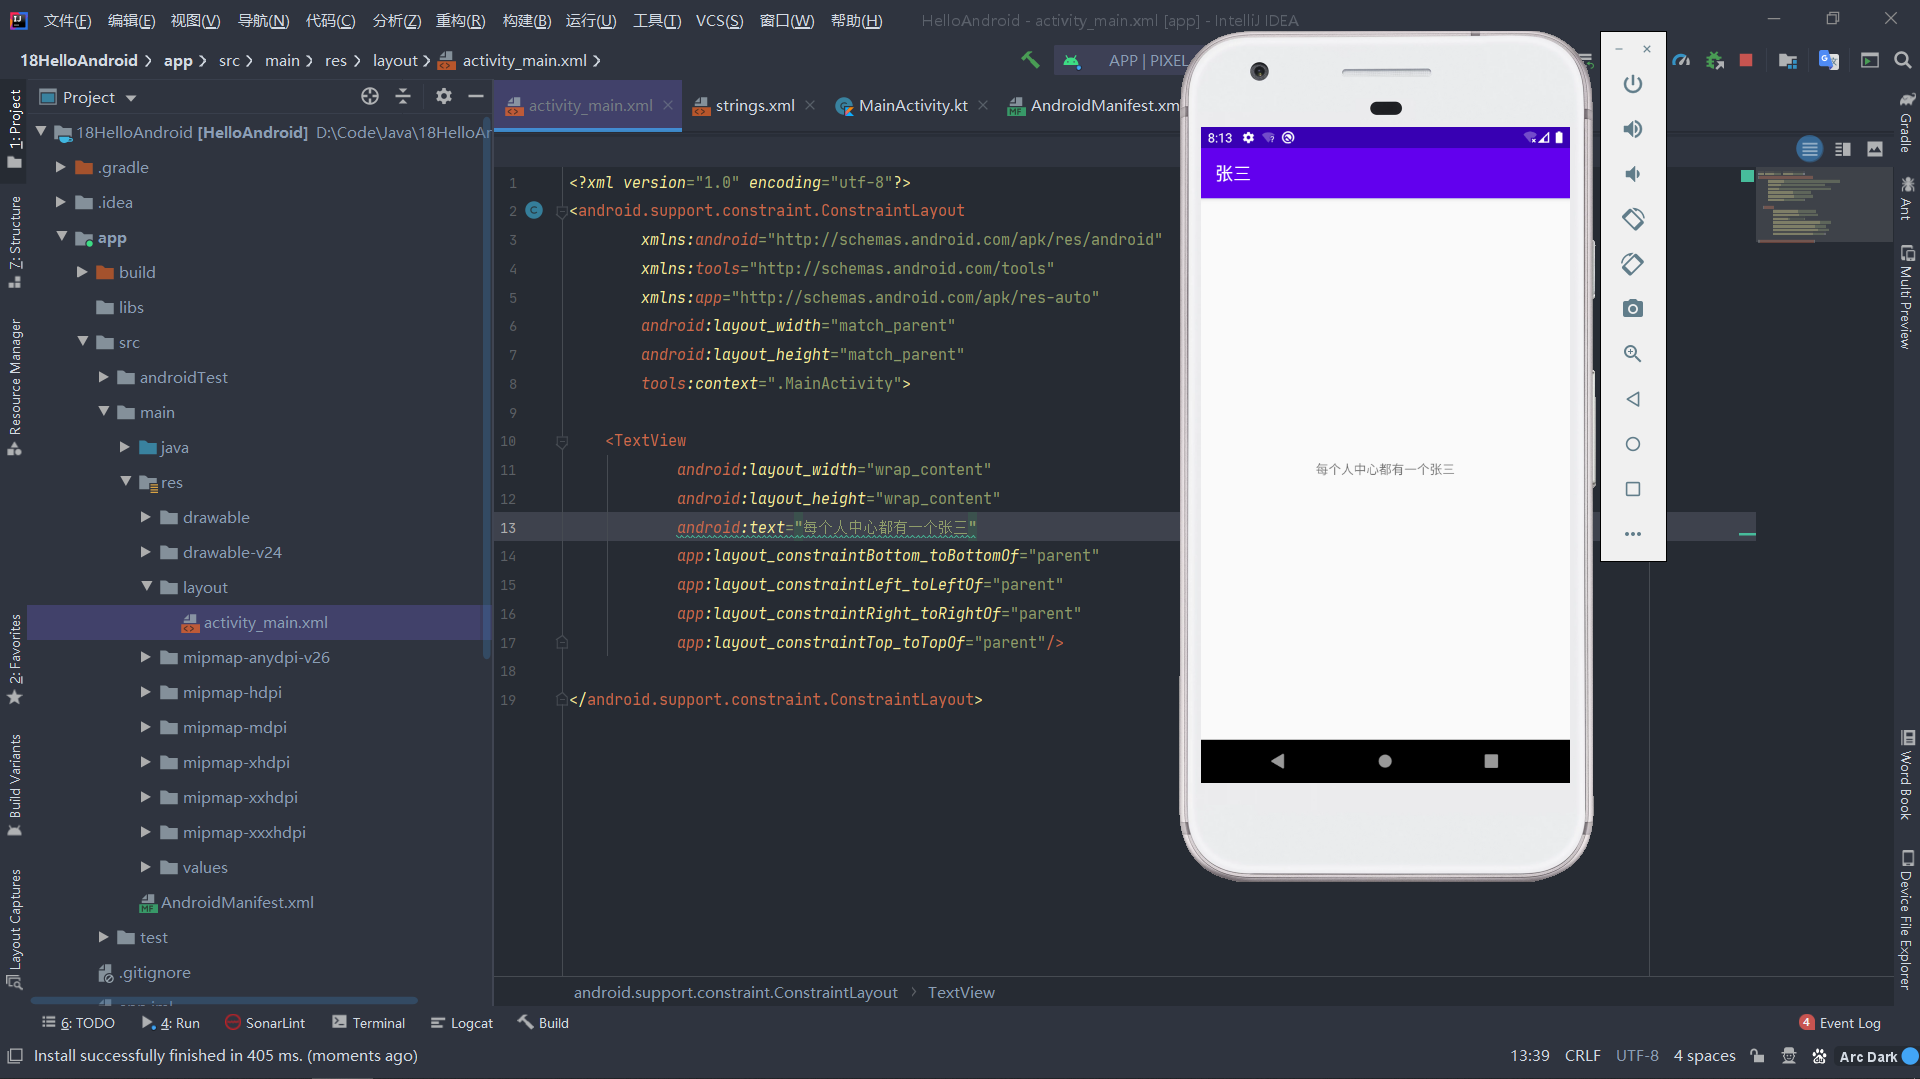 文件(F) 编辑(E) 视图(V) 导航(N) 代码(C) 分析(Z) 重构(R) 构建(B) 运行(U) 工具(T) VCS(S) 窗口(W) 帮助(H) HelloAndroid - activity_main.xml [app] - IntelliJ IDEA
18HelloAndroid app src main res layout activity_main.xml APP | PIXEL
Project
activity_main.xml strings.xml MainActivity.kt AndroidManifest.xm
18HelloAndroid [HelloAndroid] D:\Code\Java\18HelloAr
.gradle
.idea
app
build
libs
src
androidTest
main
java
res
drawable
drawable-v24
layout
activity_main.xml
mipmap-anydpi-v26
mipmap-hdpi
mipmap-mdpi
mipmap-xhdpi
mipmap-xxhdpi
mipmap-xxxhdpi
values
AndroidManifest.xml
test
.gitignore
1: Project
7: Structure
Resource Manager
2: Favorites
Build Variants
Layout Captures
1 <?xml version="1.0" encoding="utf-8"?>
2 <android.support.constraint.ConstraintLayout
3 xmlns:android="http://schemas.android.com/apk/res/android"
4 xmlns:tools="http://schemas.android.com/tools"
5 xmlns:app="http://schemas.android.com/apk/res-auto"
6 android:layout_width="match_parent"
7 android:layout_height="match_parent"
8 tools:context=".MainActivity">
9
10 <TextView
11 android:layout_width="wrap_content"
12 android:layout_height="wrap_content"
13 android:text="每个人中心都有一个张三"
14 app:layout_constraintBottom_toBottomOf="parent"
15 app:layout_constraintLeft_toLeftOf="parent"
16 app:layout_constraintRight_toRightOf="parent"
17 app:layout_constraintTop_toTopOf="parent"/>
18
19 </android.support.constraint.ConstraintLayout>
8:13
张三
每个人中心都有一个张三
Gradle
Ant
Multi Preview
Word Book
Device File Explorer
android.support.constraint.ConstraintLayout TextView
6: TODO 4: Run SonarLint Terminal Logcat Build 4 Event Log
Install successfully finished in 405 ms. (moments ago) 13:39 CRLF UTF-8 4 spaces Arc Dark